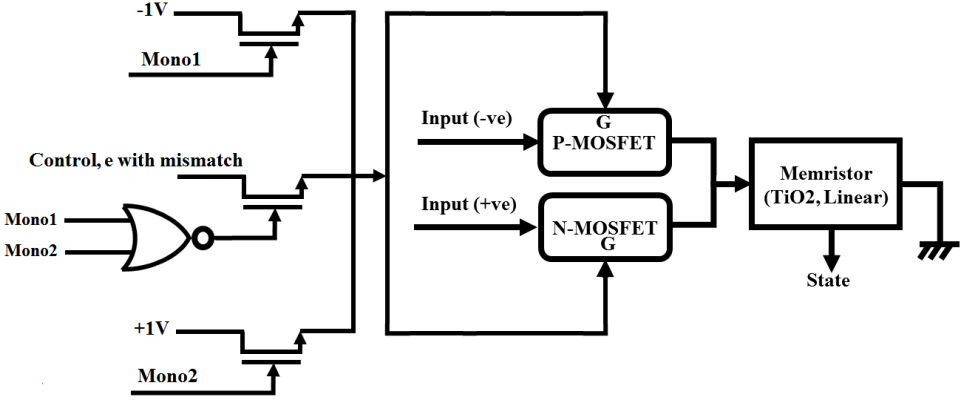 -1V
Mono1
Control, e with mismatch
Mono1
Mono2
+1V
Mono2
Input (-ve)
G
P-MOSFET
Input (+ve)
N-MOSFET
G
Memristor
(TiO2, Linear)
State